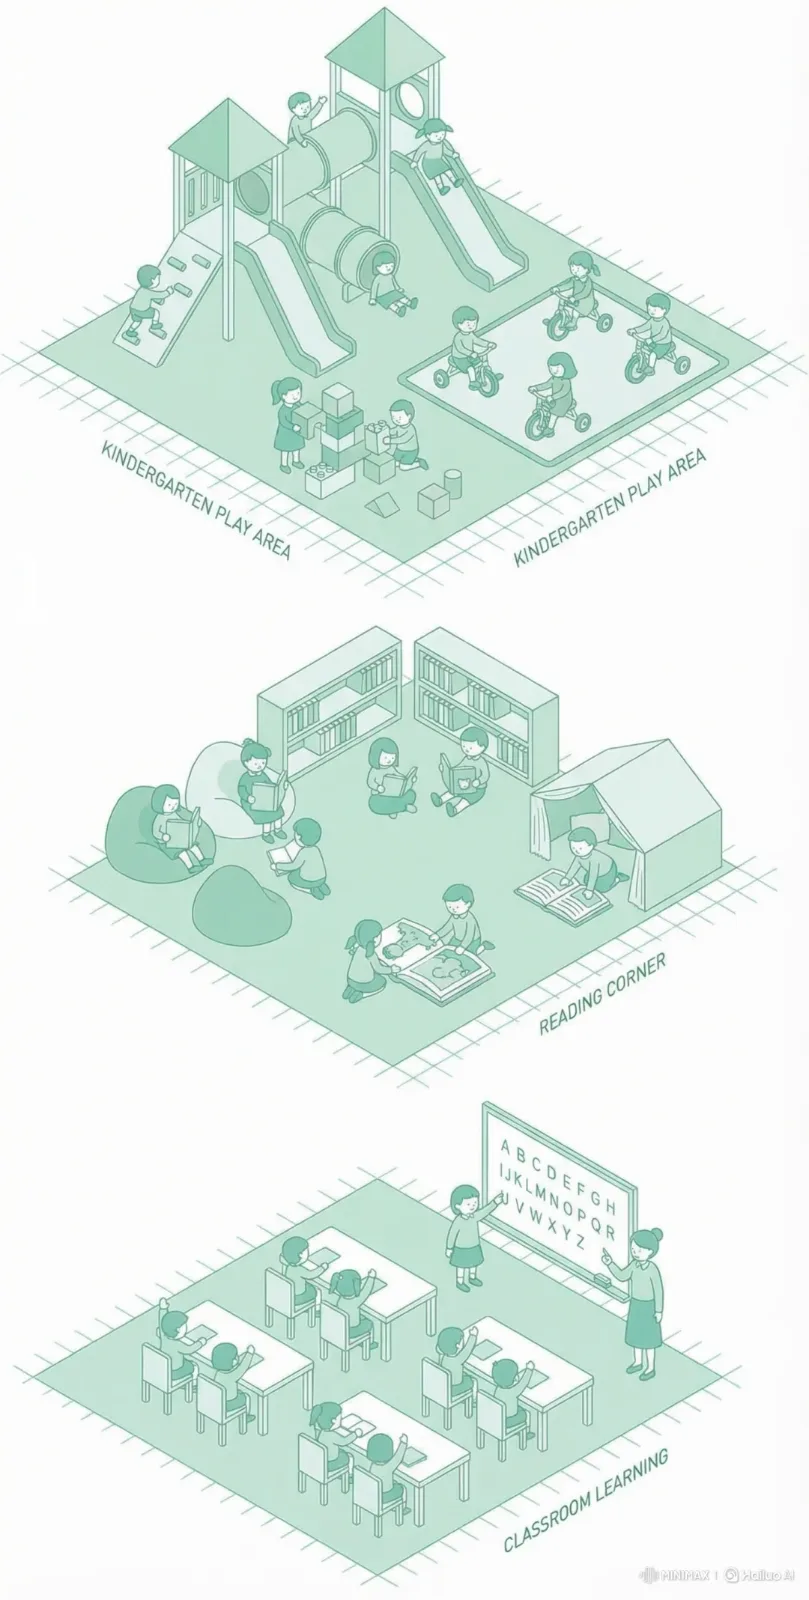 KINDERGARTEN PLAY AREA
KINDERGARTEN PLAY AREA
READING CORNER
A B C D E F G H
I J K L M N O P Q R
U V W X Y Z
CLASSROOM LEARNING
MINIMAX | Hailuo AI